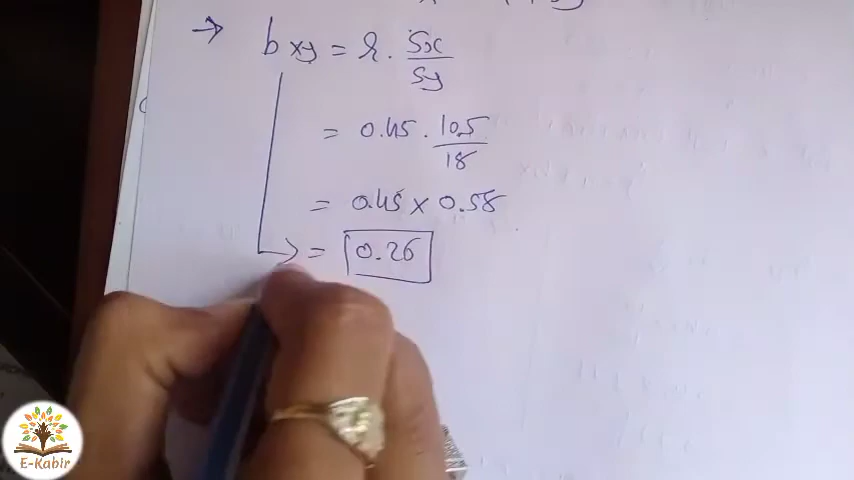 → bxy = r. Sx/Sy
= 0.45 . 10.5/18
= 0.45 x 0.58
= 0.26
E-Kabir